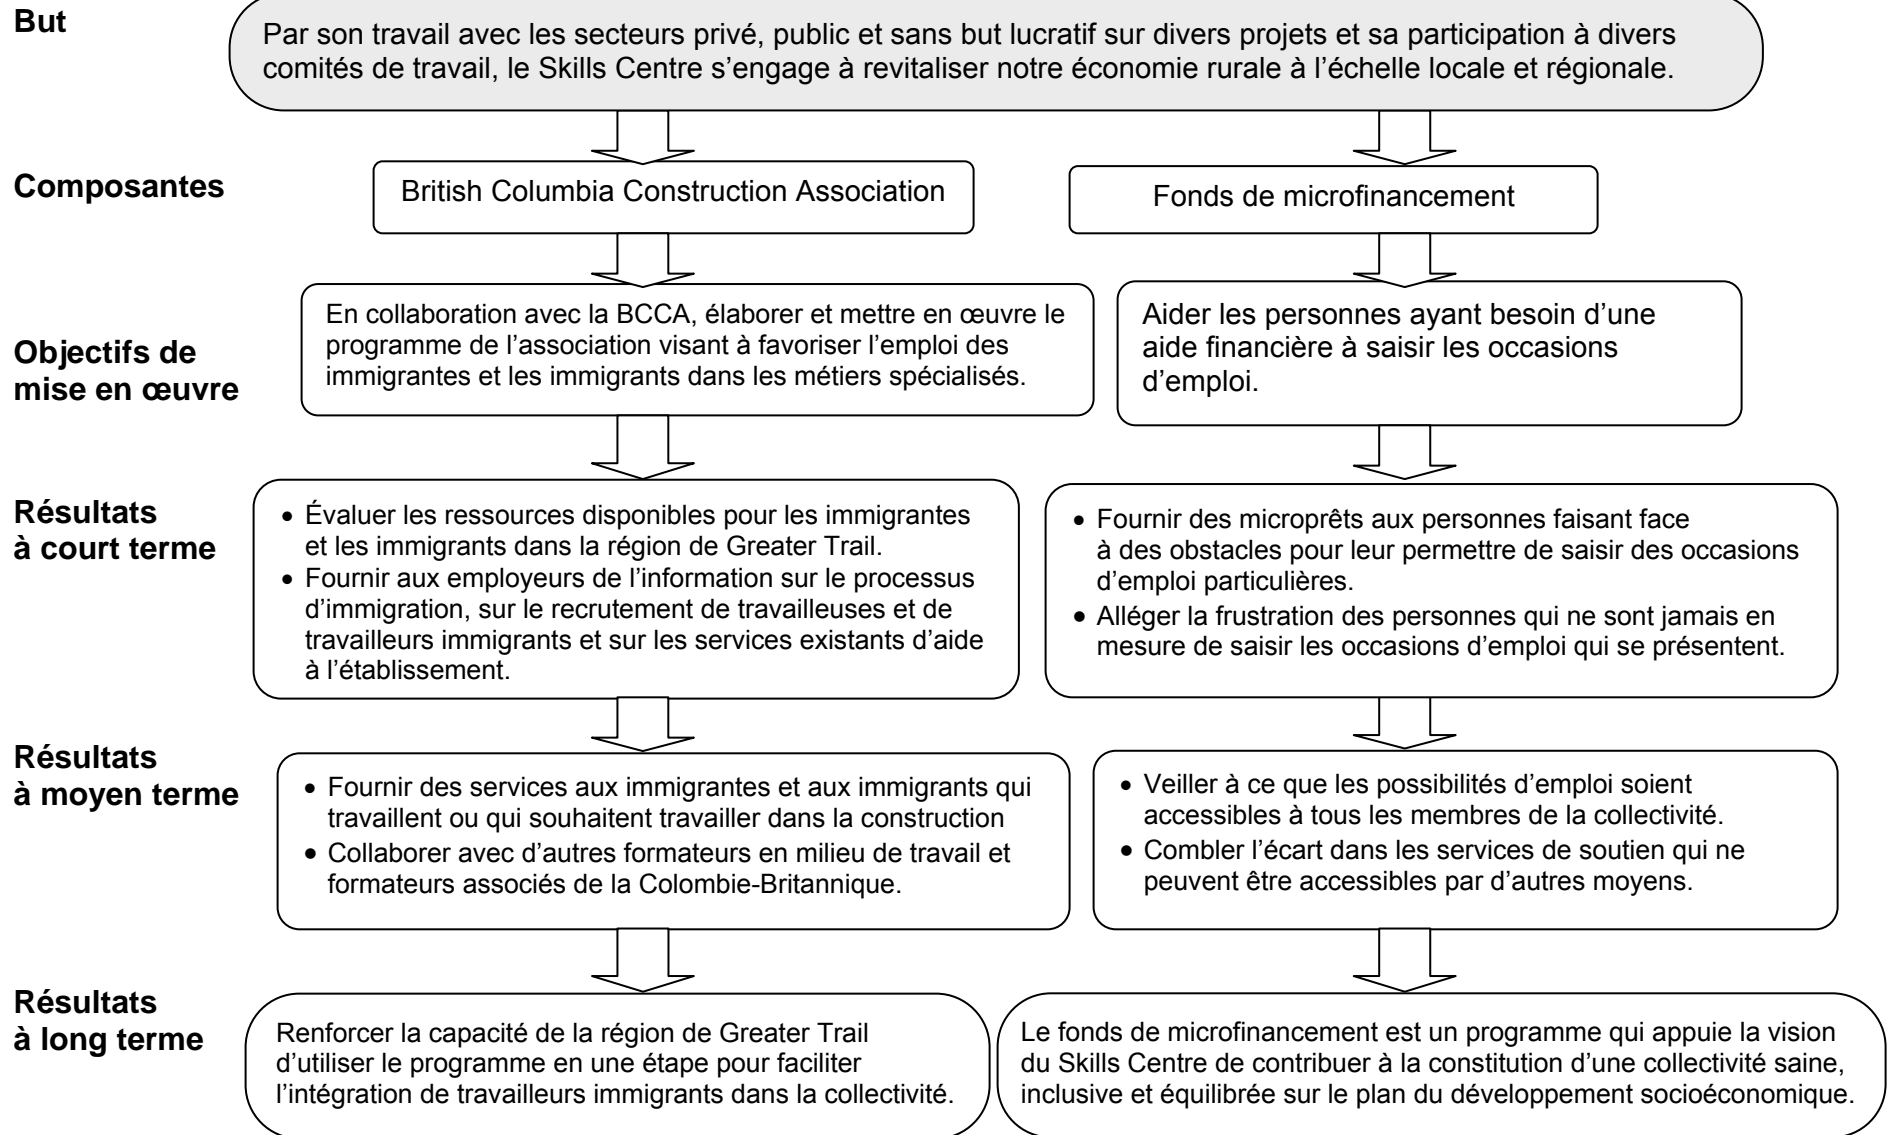 But
Par son travail avec les secteurs privé, public et sans but lucratif sur divers projets et sa participation à divers
comités de travail, le Skills Centre s’engage à revitaliser notre économie rurale à l’échelle locale et régionale.
Composantes
British Columbia Construction Association
Fonds de microfinancement
Objectifs de
mise en œuvre
En collaboration avec la BCCA, élaborer et mettre en œuvre le
programme de l’association visant à favoriser l’emploi des
immigrantes et les immigrants dans les métiers spécialisés.
Aider les personnes ayant besoin d’une
aide financière à saisir les occasions
d’emploi.
Résultats
à court terme
• Évaluer les ressources disponibles pour les immigrantes
et les immigrants dans la région de Greater Trail.
• Fournir aux employeurs de l’information sur le processus
d’immigration, sur le recrutement de travailleuses et de
travailleurs immigrants et sur les services existants d’aide
à l’établissement.
• Fournir des microprêts aux personnes faisant face
à des obstacles pour leur permettre de saisir des occasions
d’emploi particulières.
• Alléger la frustration des personnes qui ne sont jamais en
mesure de saisir les occasions d’emploi qui se présentent.
Résultats
à moyen terme
• Fournir des services aux immigrantes et aux immigrants qui
travaillent ou qui souhaitent travailler dans la construction
• Collaborer avec d’autres formateurs en milieu de travail et
formateurs associés de la Colombie-Britannique.
• Veiller à ce que les possibilités d’emploi soient
accessibles à tous les membres de la collectivité.
• Combler l’écart dans les services de soutien qui ne
peuvent être accessibles par d’autres moyens.
Résultats
à long terme
Renforcer la capacité de la région de Greater Trail
d’utiliser le programme en une étape pour faciliter
l’intégration de travailleurs immigrants dans la collectivité.
Le fonds de microfinancement est un programme qui appuie la vision
du Skills Centre de contribuer à la constitution d’une collectivité saine,
inclusive et équilibrée sur le plan du développement socioéconomique.